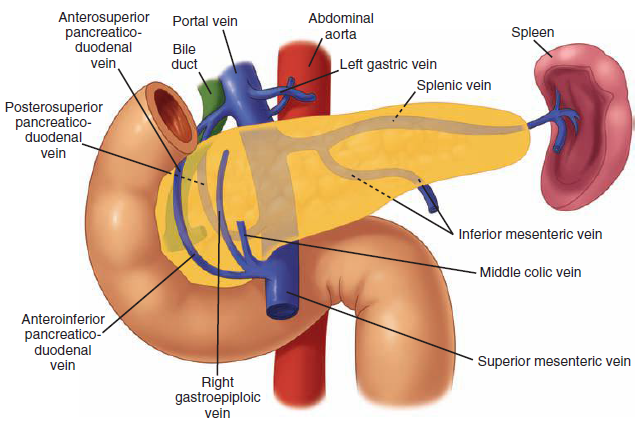 Anterosuperior
pancreatico-
duodenal
vein
Portal vein
Bile
duct
Abdominal
aorta
Left gastric vein
Spleen
Splenic vein
Posterosuperior
pancreatico-
duodenal
vein
Inferior mesenteric vein
Middle colic vein
Anteroinferior
pancreatico-
duodenal
vein
Superior mesenteric vein
Right
gastroepiploic
vein